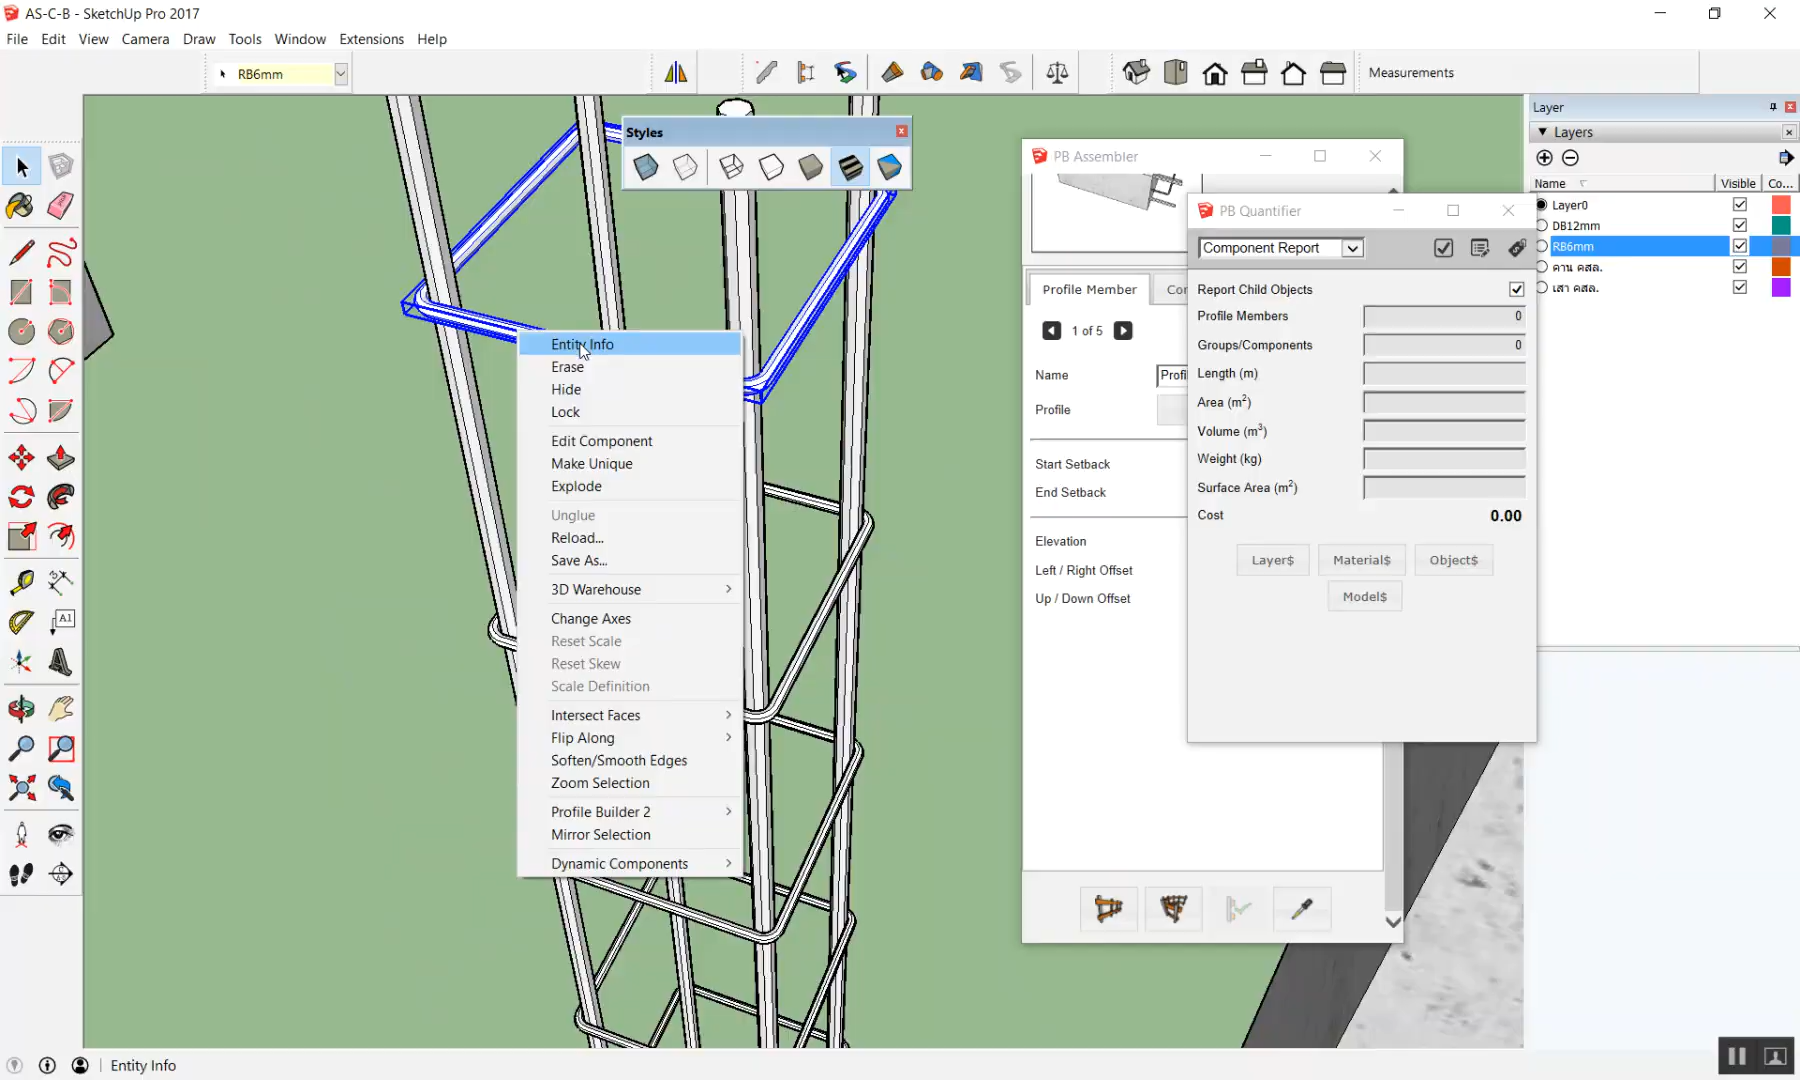 AS-C-B - SketchUp Pro 2017
File Edit View Camera Draw Tools Window Extensions Help
RB6mm
Measurements
Layer
Layers
Name Visible Co...
Layer0
DB12mm
RB6mm
คาน คสล.
เสา คสล.
Styles
PB Assembler
Profile Member
1 of 5
Name
Profile
Start Setback
End Setback
Elevation
Left / Right Offset
Up / Down Offset
PB Quantifier
Component Report
Report Child Objects
Profile Members 0
Groups/Components 0
Length (m)
Area (m²)
Volume (m³)
Weight (kg)
Surface Area (m²)
Cost 0.00
Layer$ Material$ Object$
Model$
Entity Info
Erase
Hide
Lock
Edit Component
Make Unique
Explode
Unglue
Reload...
Save As...
3D Warehouse
Change Axes
Reset Scale
Reset Skew
Scale Definition
Intersect Faces
Flip Along
Soften/Smooth Edges
Zoom Selection
Profile Builder 2
Mirror Selection
Dynamic Components
A1
Entity Info